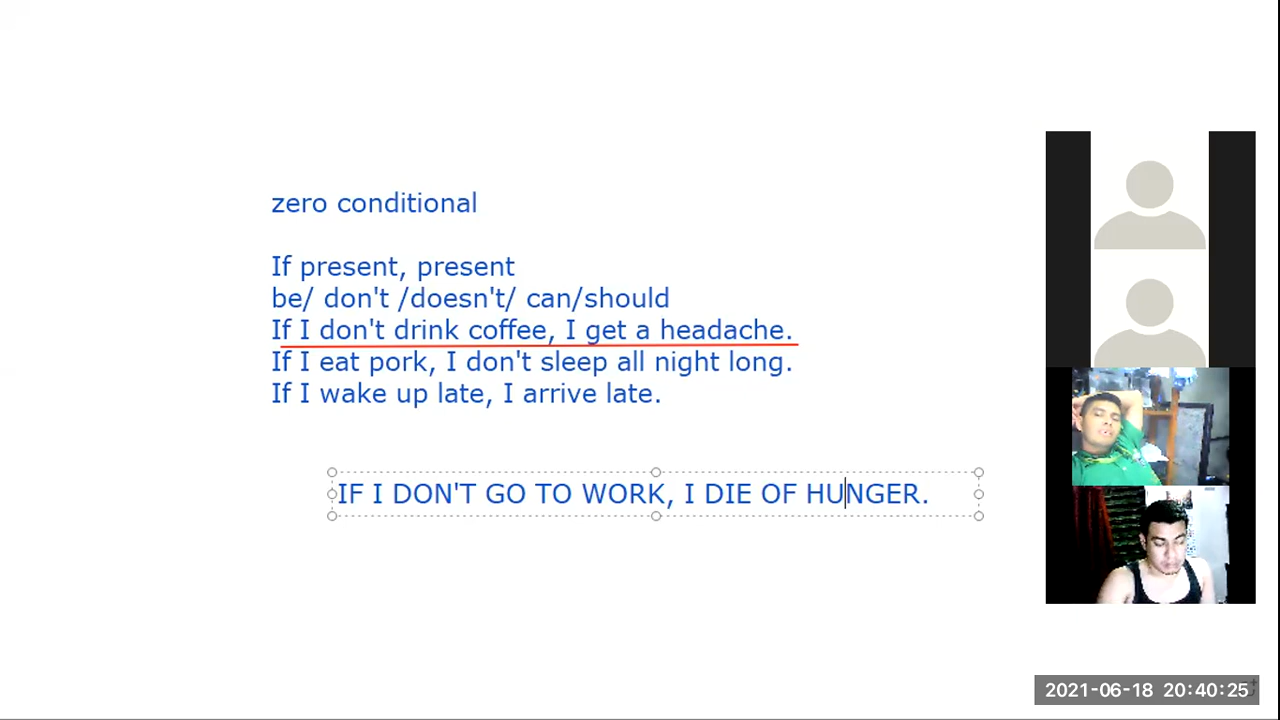 zero conditional
If present, present
be/ don't /doesn't/ can/should
If I don't drink coffee, I get a headache.
If I eat pork, I don't sleep all night long.
If I wake up late, I arrive late.
IF I DON'T GO TO WORK, I DIE OF HUNGER.
2021-06-18 20:40:25